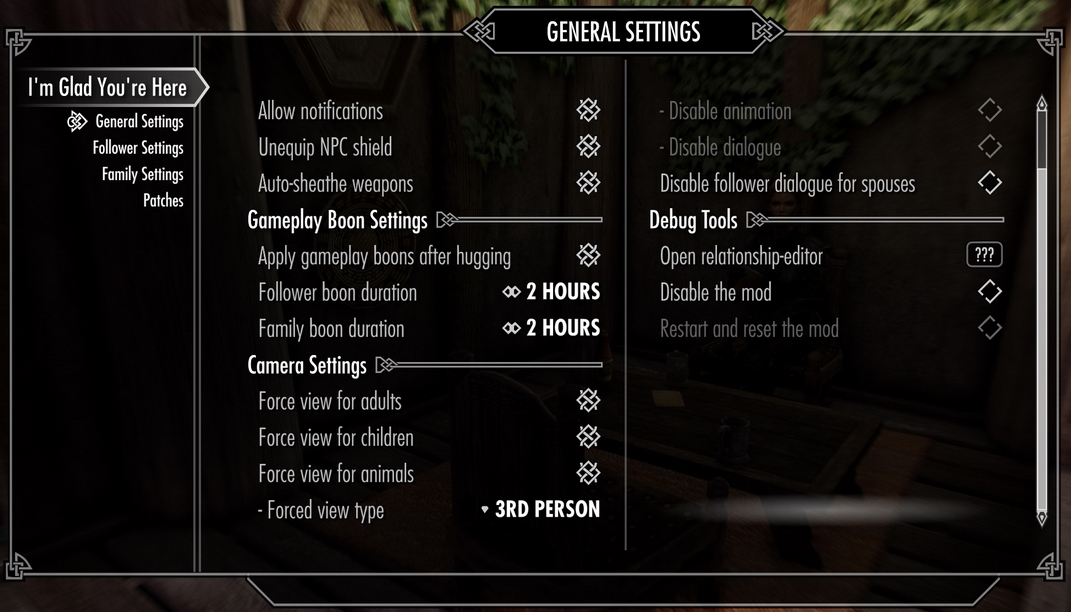 GENERAL SETTINGS
I'm Glad You're Here
General Settings
Follower Settings
Family Settings
Patches
Allow notifications
Unequip NPC shield
Auto-sheathe weapons
Gameplay Boon Settings
Apply gameplay boons after hugging
Follower boon duration 2 HOURS
Family boon duration 2 HOURS
Camera Settings
Force view for adults
Force view for children
Force view for animals
- Forced view type 3RD PERSON
- Disable animation
- Disable dialogue
Disable follower dialogue for spouses
Debug Tools
Open relationship-editor ???
Disable the mod
Restart and reset the mod